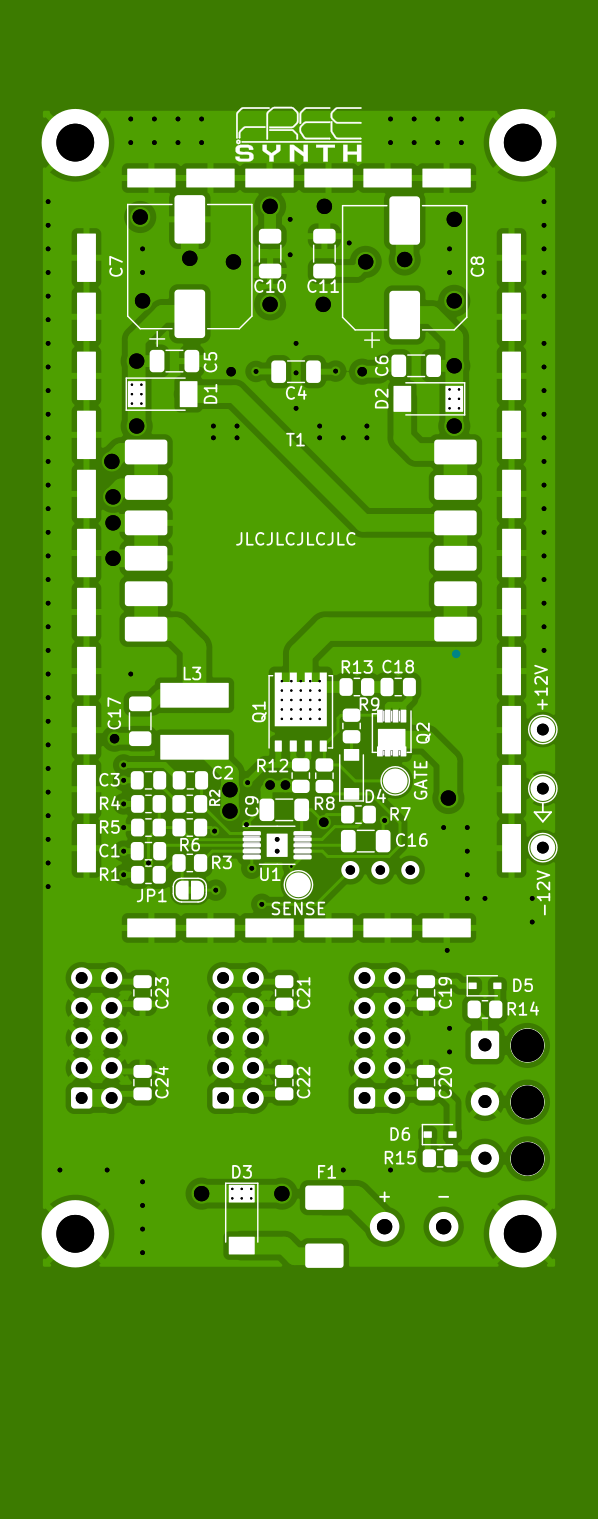 FREE
SYNTH
C7
C10
C11
C8
+
+
C5
D1
C4
C6
D2
T1
JLCJLCJLCJLC
L3
R13
C18
+12V
C17
Q1
R9
Q2
C3
C2
R12
GATE
R4
R2
C9
R8
D4
R5
R7
R6
C16
C1
R3
U1
R1
JP1
SENSE
-12V
C23
C21
C19
D5
R14
C24
C22
C20
D6
R15
D3
F1
+
-